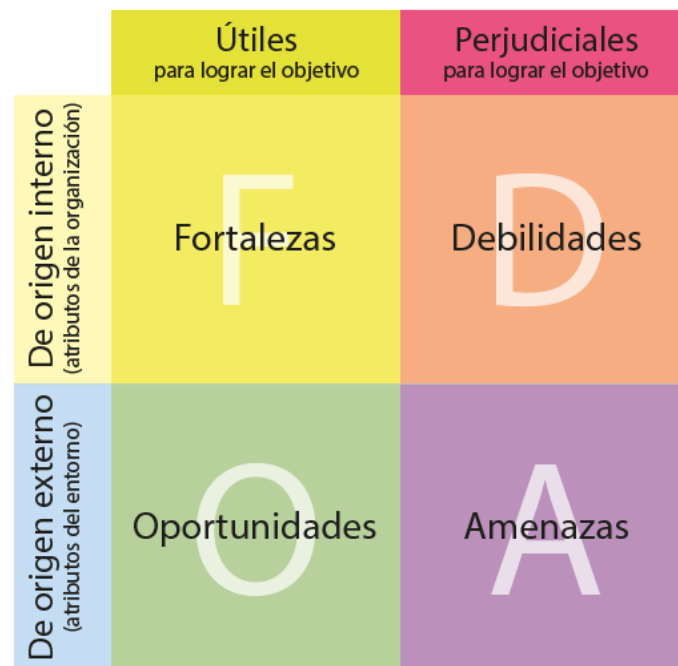 Útiles
para lograr el objetivo
Perjudiciales
para lograr el objetivo
De origen interno
(atributos de la organización)
F
Fortalezas
D
Debilidades
De origen externo
(atributos del entorno)
O
Oportunidades
A
Amenazas